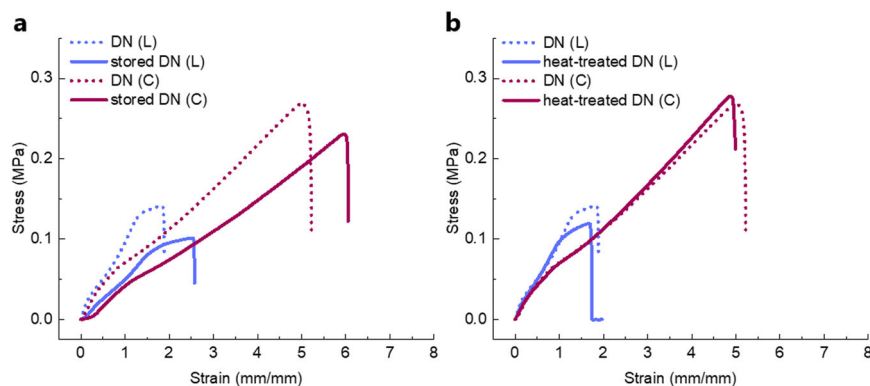 a
DN (L)
stored DN (L)
DN (C)
stored DN (C)
0.3
0.2
0.1
0.0
Stress (MPa)
0 1 2 3 4 5 6 7 8
Strain (mm/mm)
b
DN (L)
heat-treated DN (L)
DN (C)
heat-treated DN (C)
0.3
0.2
0.1
0.0
Stress (MPa)
0 1 2 3 4 5 6 7 8
Strain (mm/mm)